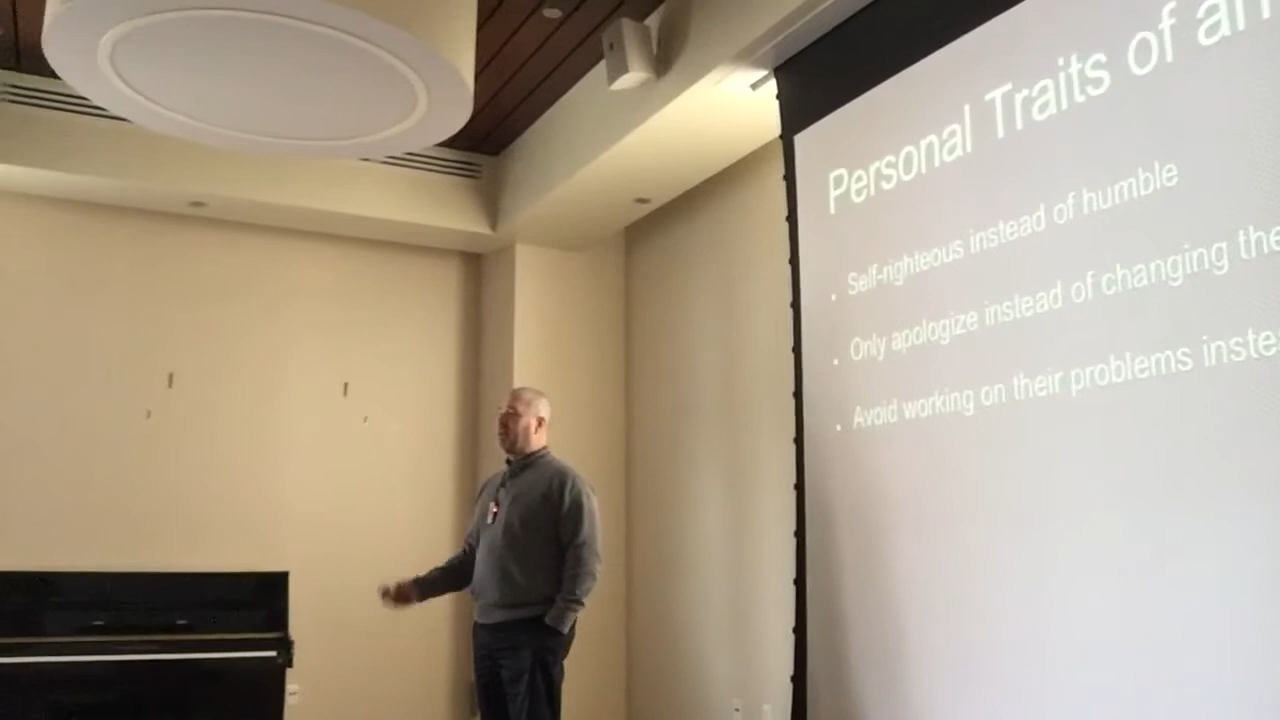 Personal Traits of an
Self-righteous instead of humble
Only apologize instead of changing the
Avoid working on their problems inste